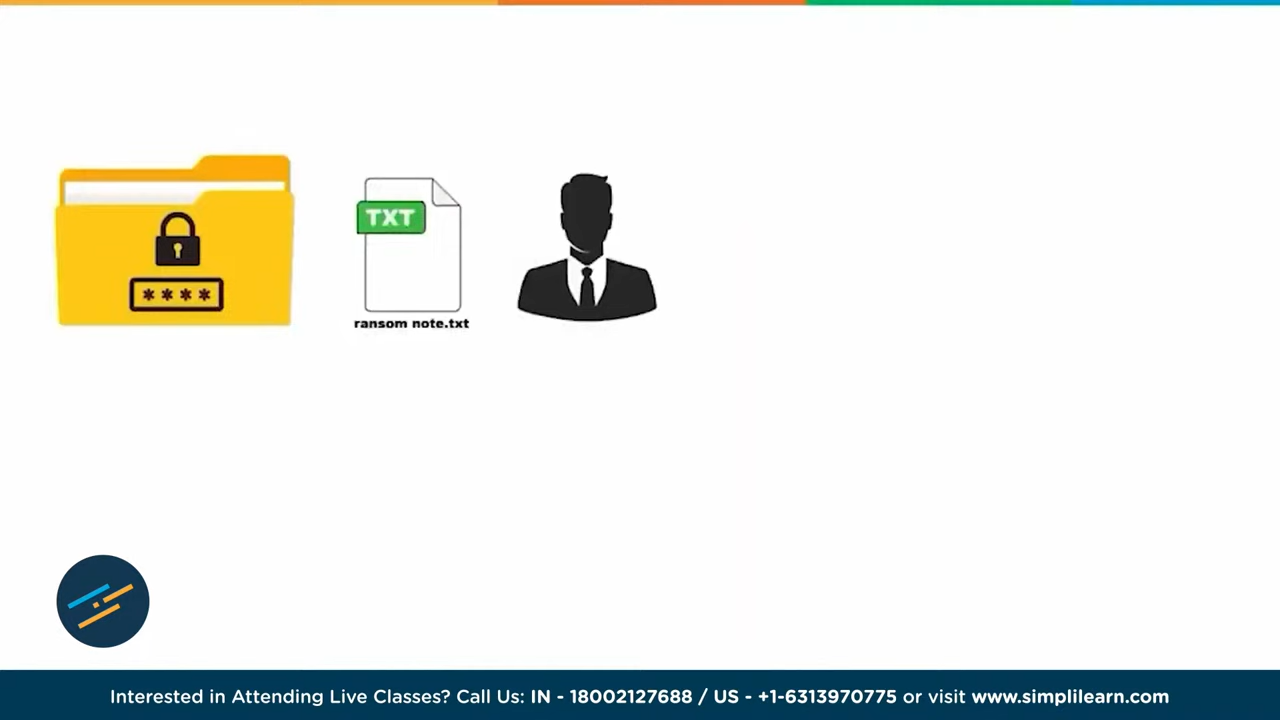 * * * *
TXT
ransom note.txt
Interested in Attending Live Classes? Call Us: IN - 18002127688 / US - +1-6313970775 or visit www.simplilearn.com